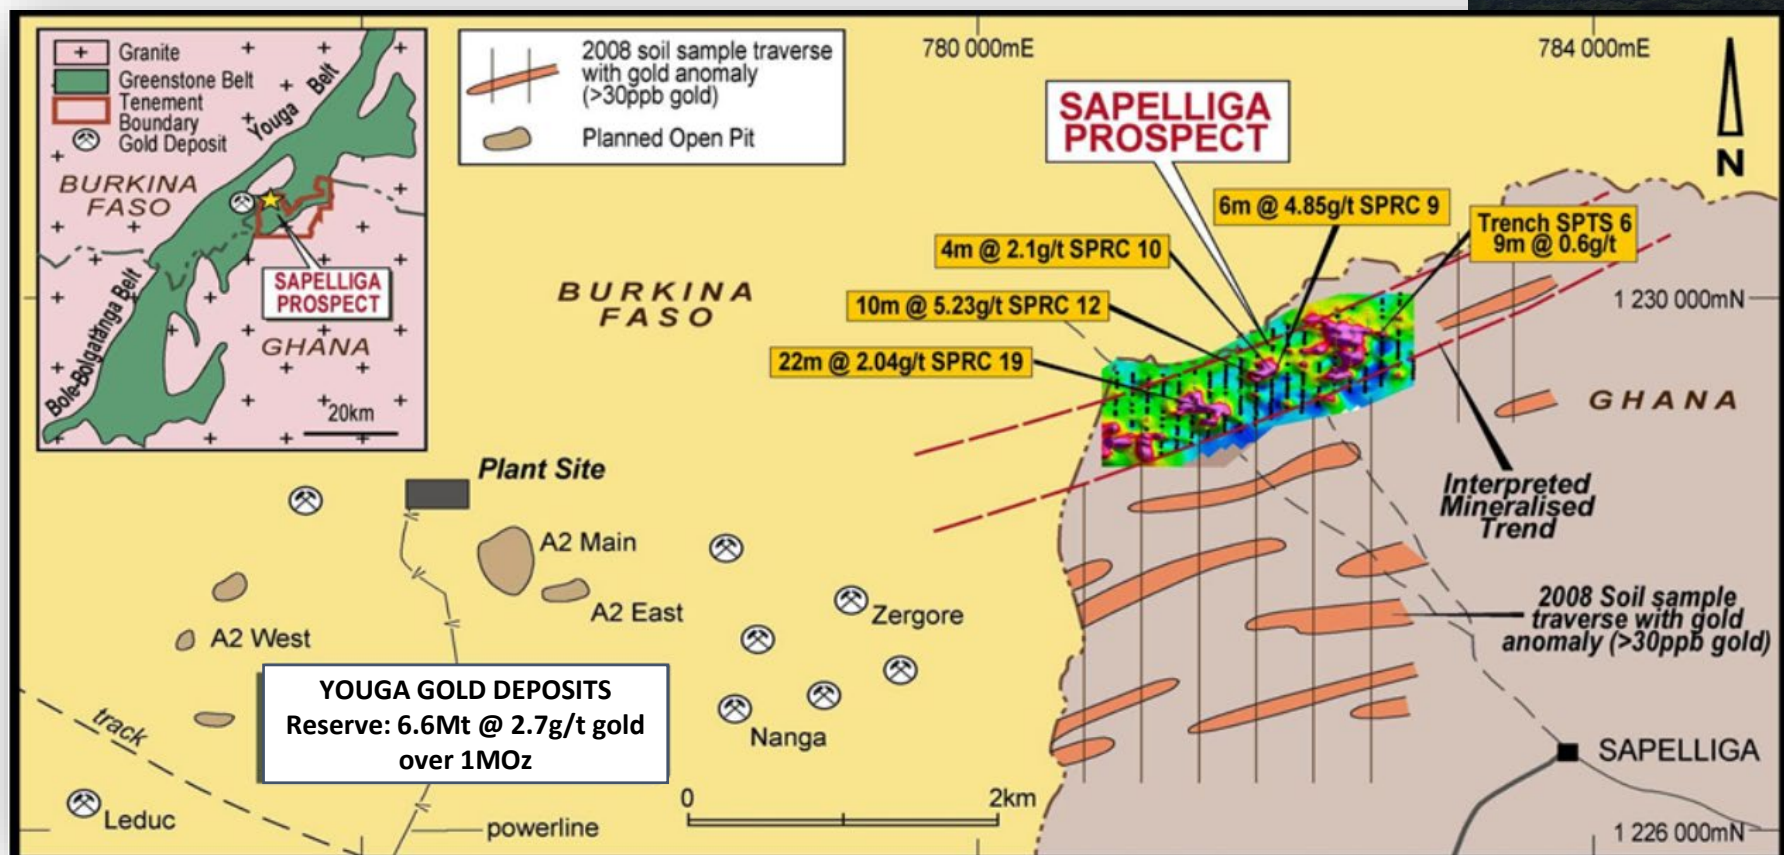 Granite
Greenstone Belt
Tenement
Boundary
Gold Deposit
Youga Belt
BURKINA
FASO
SAPELLIGA
PROSPECT
GHANA
Bole-Bolgatanga Belt
20km
2008 soil sample traverse
with gold anomaly
(>30ppb gold)
Planned Open Pit
780 000mE
784 000mE
N
SAPELLIGA
PROSPECT
6m @ 4.85g/t SPRC 9
Trench SPTS 6
9m @ 0.6g/t
4m @ 2.1g/t SPRC 10
10m @ 5.23g/t SPRC 12
22m @ 2.04g/t SPRC 19
BURKINA
FASO
1 230 000mN
GHANA
Interpreted
Mineralised
Trend
Plant Site
A2 Main
A2 East
A2 West
Zergore
Nanga
2008 Soil sample
traverse with gold
anomaly (>30ppb gold)
YOUGA GOLD DEPOSITS
Reserve: 6.6Mt @ 2.7g/t gold
over 1MOz
track
Leduc
powerline
0
2km
SAPELLIGA
1 226 000mN